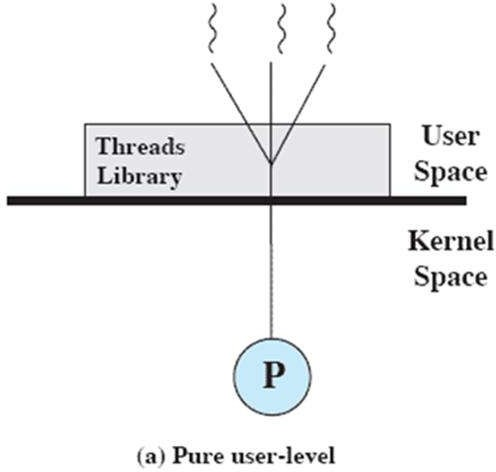 Threads
Library
User
Space
Kernel
Space
P
(a) Pure user-level